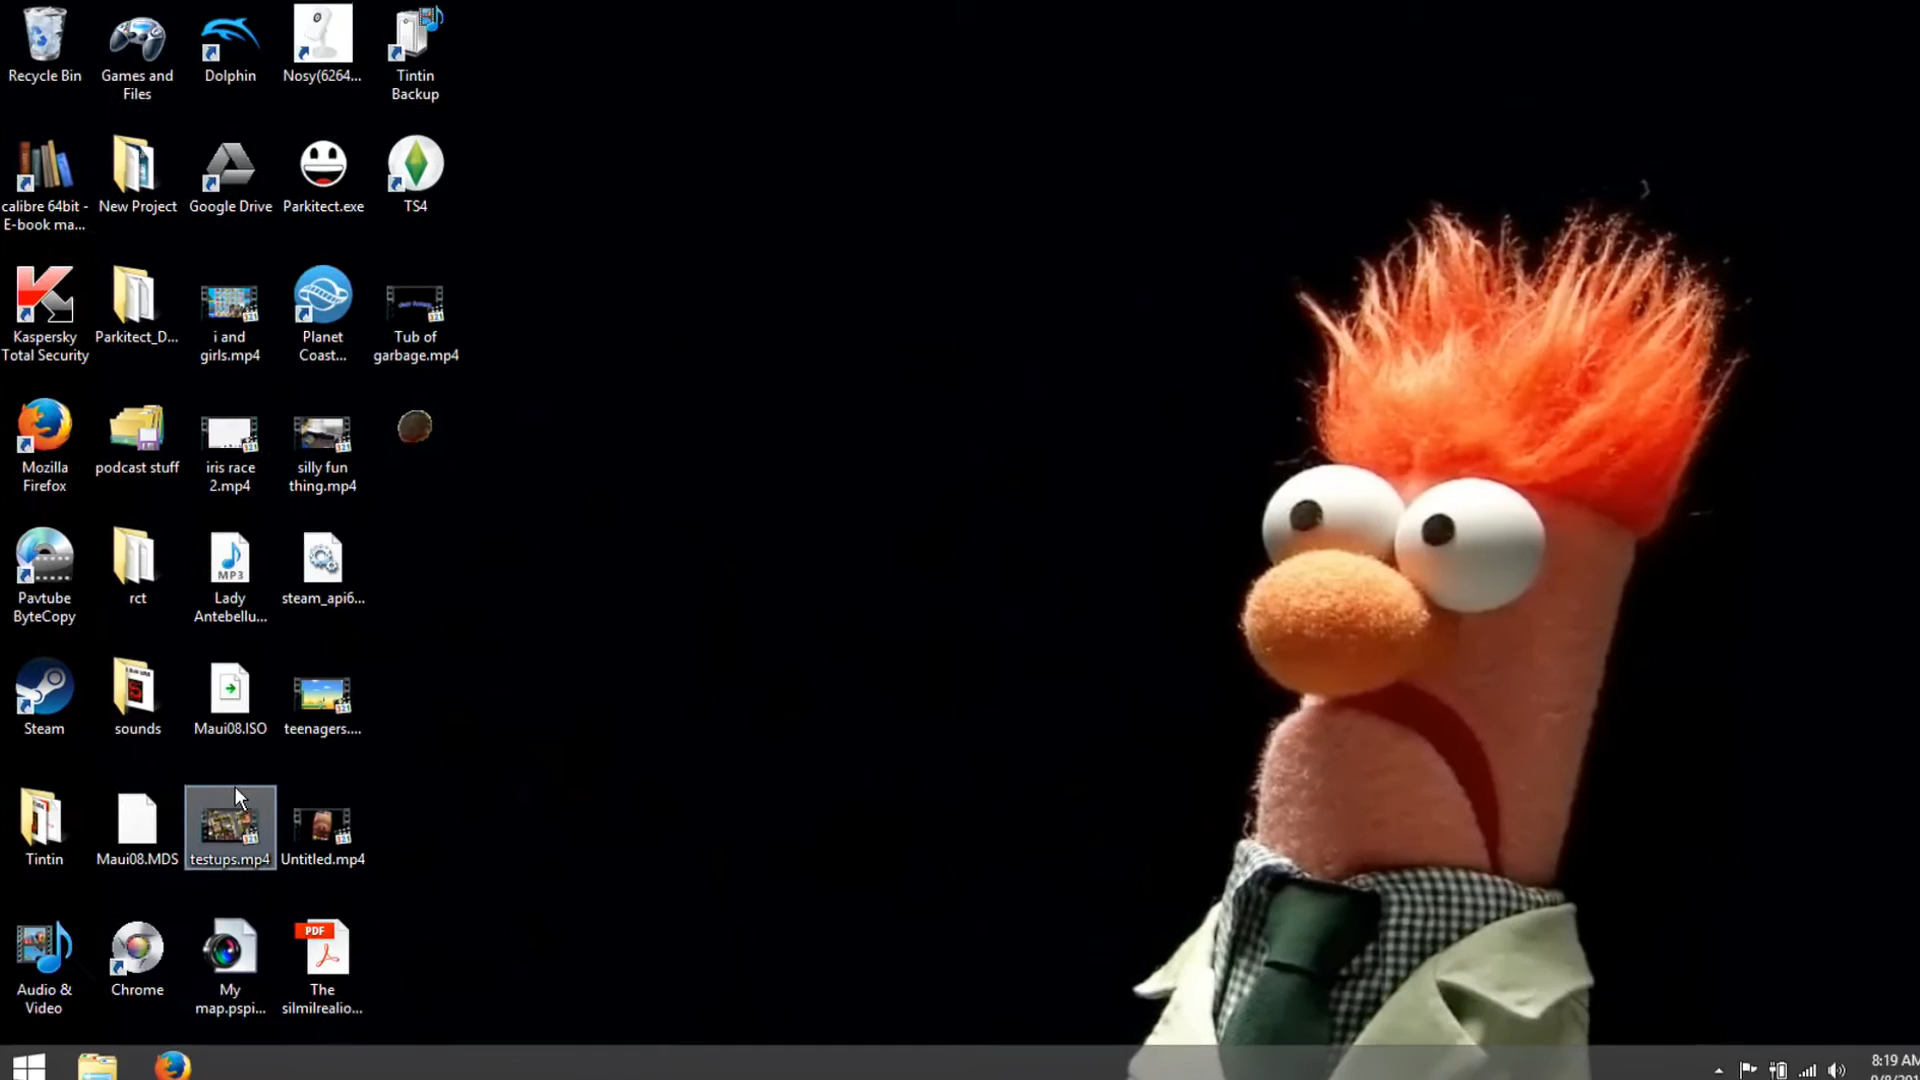 Recycle Bin
Games and
Files
Dolphin
Nosy(6264...
Tintin
Backup
calibre 64bit -
E-book ma...
New Project
Google Drive
Parkitect.exe
TS4
Kaspersky
Total Security
Parkitect_D...
i and
girls.mp4
Planet
Coast...
Tub of
garbage.mp4
Mozilla
Firefox
podcast stuff
iris race
2.mp4
silly fun
thing.mp4
Pavtube
ByteCopy
rct
MP3
Lady
Antebellu...
steam_api6...
Steam
sounds
Maui08.ISO
teenagers....
Tintin
Maui08.MDS
testups.mp4
Untitled.mp4
Audio &
Video
Chrome
My
map.pspi...
PDF
The
silmilrealio...
8:19 AM